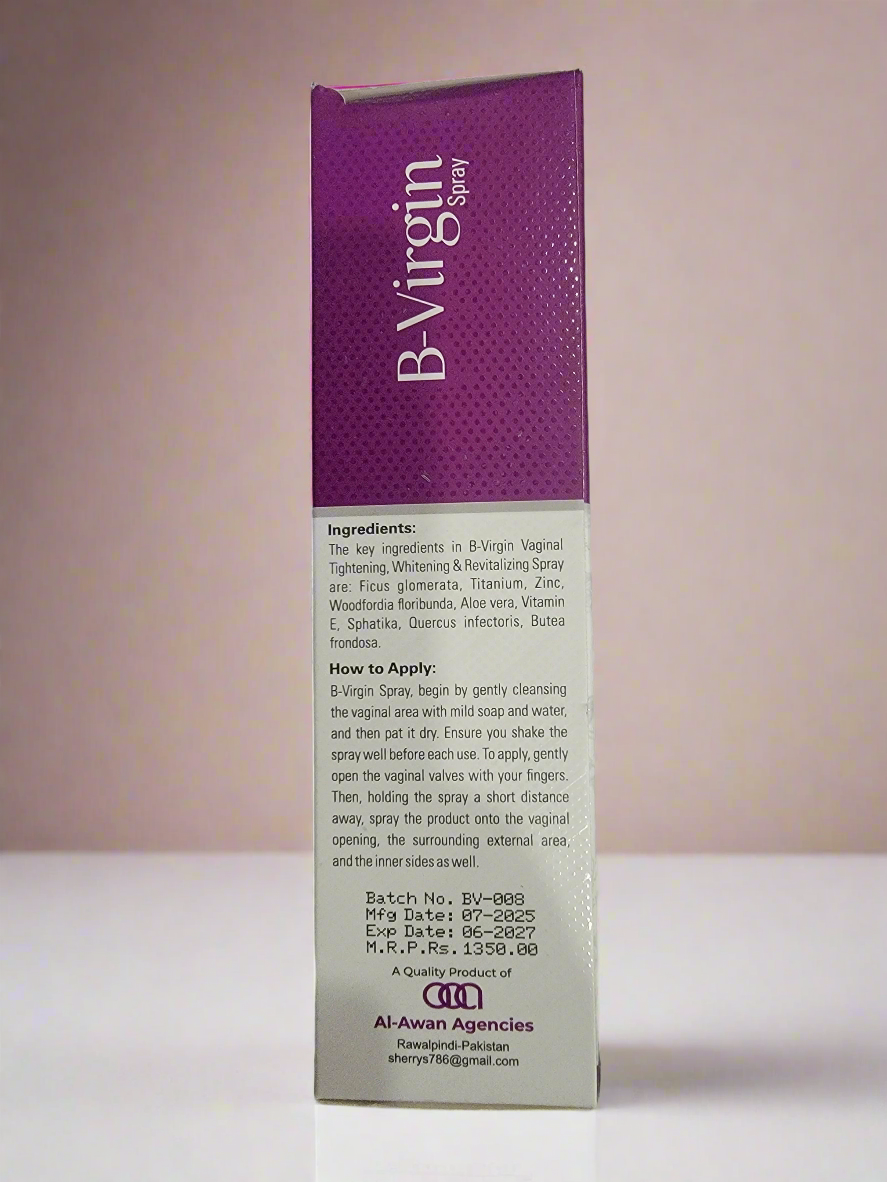 B-Virgin
Spray
Ingredients:
The key ingredients in B-Virgin Vaginal
Tightening, Whitening & Revitalizing Spray
are: Ficus glomerata, Titanium, Zinc,
Woodfordia floribunda, Aloe vera, Vitamin
E, Sphatika, Quercus infectoris, Butea
frondosa.
How to Apply:
B-Virgin Spray, begin by gently cleansing
the vaginal area with mild soap and water,
and then pat it dry. Ensure you shake the
spray well before each use. To apply, gently
open the vaginal valves with your fingers.
Then, holding the spray a short distance
away, spray the product onto the vaginal
opening, the surrounding external area,
and the inner sides as well.
Batch No. BV-008
Mfg Date: 07-2025
Exp Date: 06-2027
M.R.P.Rs. 1350.00
A Quality Product of
Al-Awan Agencies
Rawalpindi-Pakistan
sherrys786@gmail.com